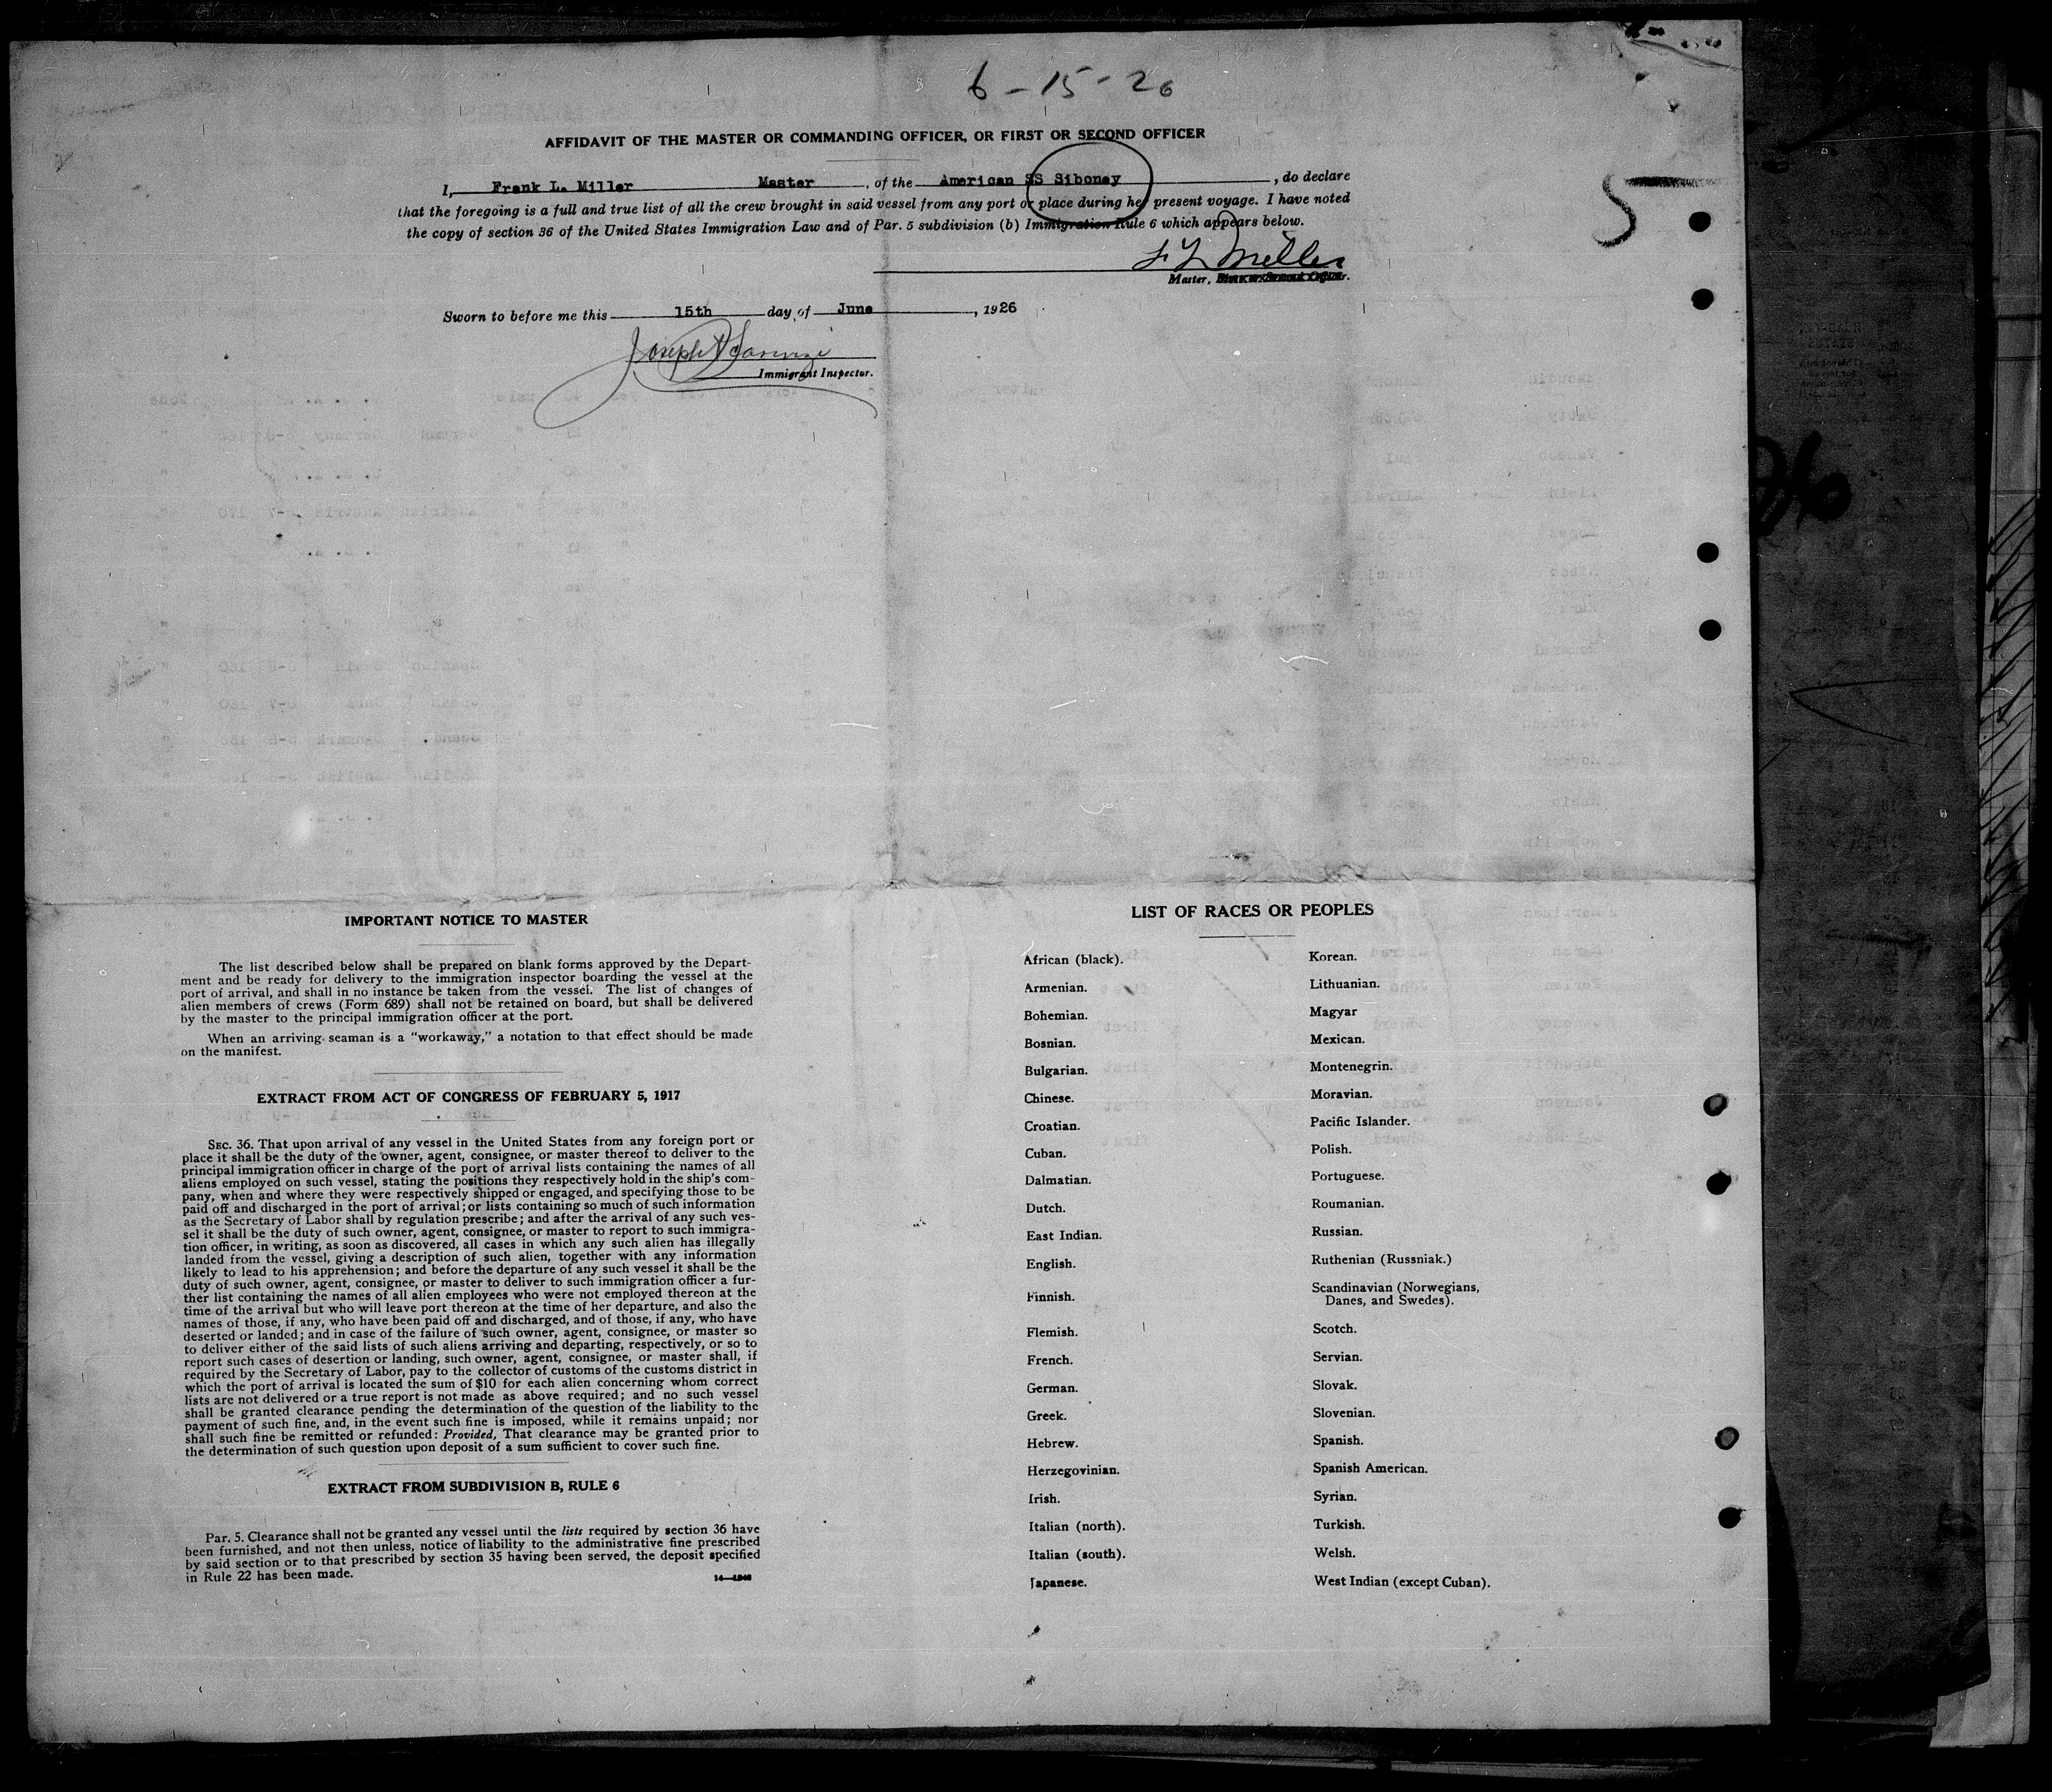 6-15-26
AFFIDAVIT OF THE MASTER OR COMMANDING OFFICER, OR FIRST OR SECOND OFFICER
5
I, Frank L. Miller Master, of the American SS Siboney, do declare
that the foregoing is a full and true list of all the crew brought in said vessel from any port or place during her present voyage. I have noted
the copy of section 36 of the United States Immigration Law and of Par. 5 subdivision (b) Immigration Rule 6 which appears below.
F L Miller
Master, First or Second Officer.
Sworn to before me this 15th day of June, 1926
Joseph
Immigrant Inspector.
IMPORTANT NOTICE TO MASTER
The list described below shall be prepared on blank forms approved by the Depart-
ment and be ready for delivery to the immigration inspector boarding the vessel at the
port of arrival, and shall in no instance be taken from the vessel. The list of changes of
alien members of crews (Form 689) shall not be retained on board, but shall be delivered
by the master to the principal immigration officer at the port.
When an arriving seaman is a “workaway,” a notation to that effect should be made
on the manifest.
EXTRACT FROM ACT OF CONGRESS OF FEBRUARY 5, 1917
SEC. 36. That upon arrival of any vessel in the United States from any foreign port or
place it shall be the duty of the owner, agent, consignee, or master thereof to deliver to the
principal immigration officer in charge of the port of arrival lists containing the names of all
aliens employed on such vessel, stating the positions they respectively hold in the ship's com-
pany, when and where they were respectively shipped or engaged, and specifying those to be
paid off and discharged in the port of arrival; or lists containing so much of such information
as the Secretary of Labor shall by regulation prescribe; and after the arrival of any such ves-
sel it shall be the duty of such owner, agent, consignee, or master to report to such immigra-
tion officer, in writing, as soon as discovered, all cases in which any such alien has illegally
landed from the vessel, giving a description of such alien, together with any information
likely to lead to his apprehension; and before the departure of any such vessel it shall be the
duty of such owner, agent, consignee, or master to deliver to such immigration officer a fur-
ther list containing the names of all alien employees who were not employed thereon at the
time of the arrival but who will leave port thereon at the time of her departure, and also the
names of those, if any, who have been paid off and discharged, and of those, if any, who have
deserted or landed; and in case of the failure of such owner, agent, consignee, or master so
to deliver either of the said lists of such aliens arriving and departing, respectively, or so to
report such cases of desertion or landing, such owner, agent, consignee, or master shall, if
required by the Secretary of Labor, pay to the collector of customs of the customs district in
which the port of arrival is located the sum of $10 for each alien concerning whom correct
lists are not delivered or a true report is not made as above required; and no such vessel
shall be granted clearance pending the determination of the question of the liability to the
payment of such fine, and, in the event such fine is imposed, while it remains unpaid; nor
shall such fine be remitted or refunded: Provided, That clearance may be granted prior to
the determination of such question upon deposit of a sum sufficient to cover such fine.
EXTRACT FROM SUBDIVISION B, RULE 6
Par. 5. Clearance shall not be granted any vessel until the lists required by section 36 have
been furnished, and not then unless, notice of liability to the administrative fine prescribed
by said section or to that prescribed by section 35 having been served, the deposit specified
in Rule 22 has been made.
LIST OF RACES OR PEOPLES
African (black).
Armenian.
Bohemian.
Bosnian.
Bulgarian.
Chinese.
Croatian.
Cuban.
Dalmatian.
Dutch.
East Indian.
English.
Finnish.
Flemish.
French.
German.
Greek.
Hebrew.
Herzegovinian.
Irish.
Italian (north).
Italian (south).
Japanese.
Korean.
Lithuanian.
Magyar
Mexican.
Montenegrin.
Moravian.
Pacific Islander.
Polish.
Portuguese.
Roumanian.
Russian.
Ruthenian (Russniak.)
Scandinavian (Norwegians,
Danes, and Swedes).
Scotch.
Servian.
Slovak.
Slovenian.
Spanish.
Spanish American.
Syrian.
Turkish.
Welsh.
West Indian (except Cuban).